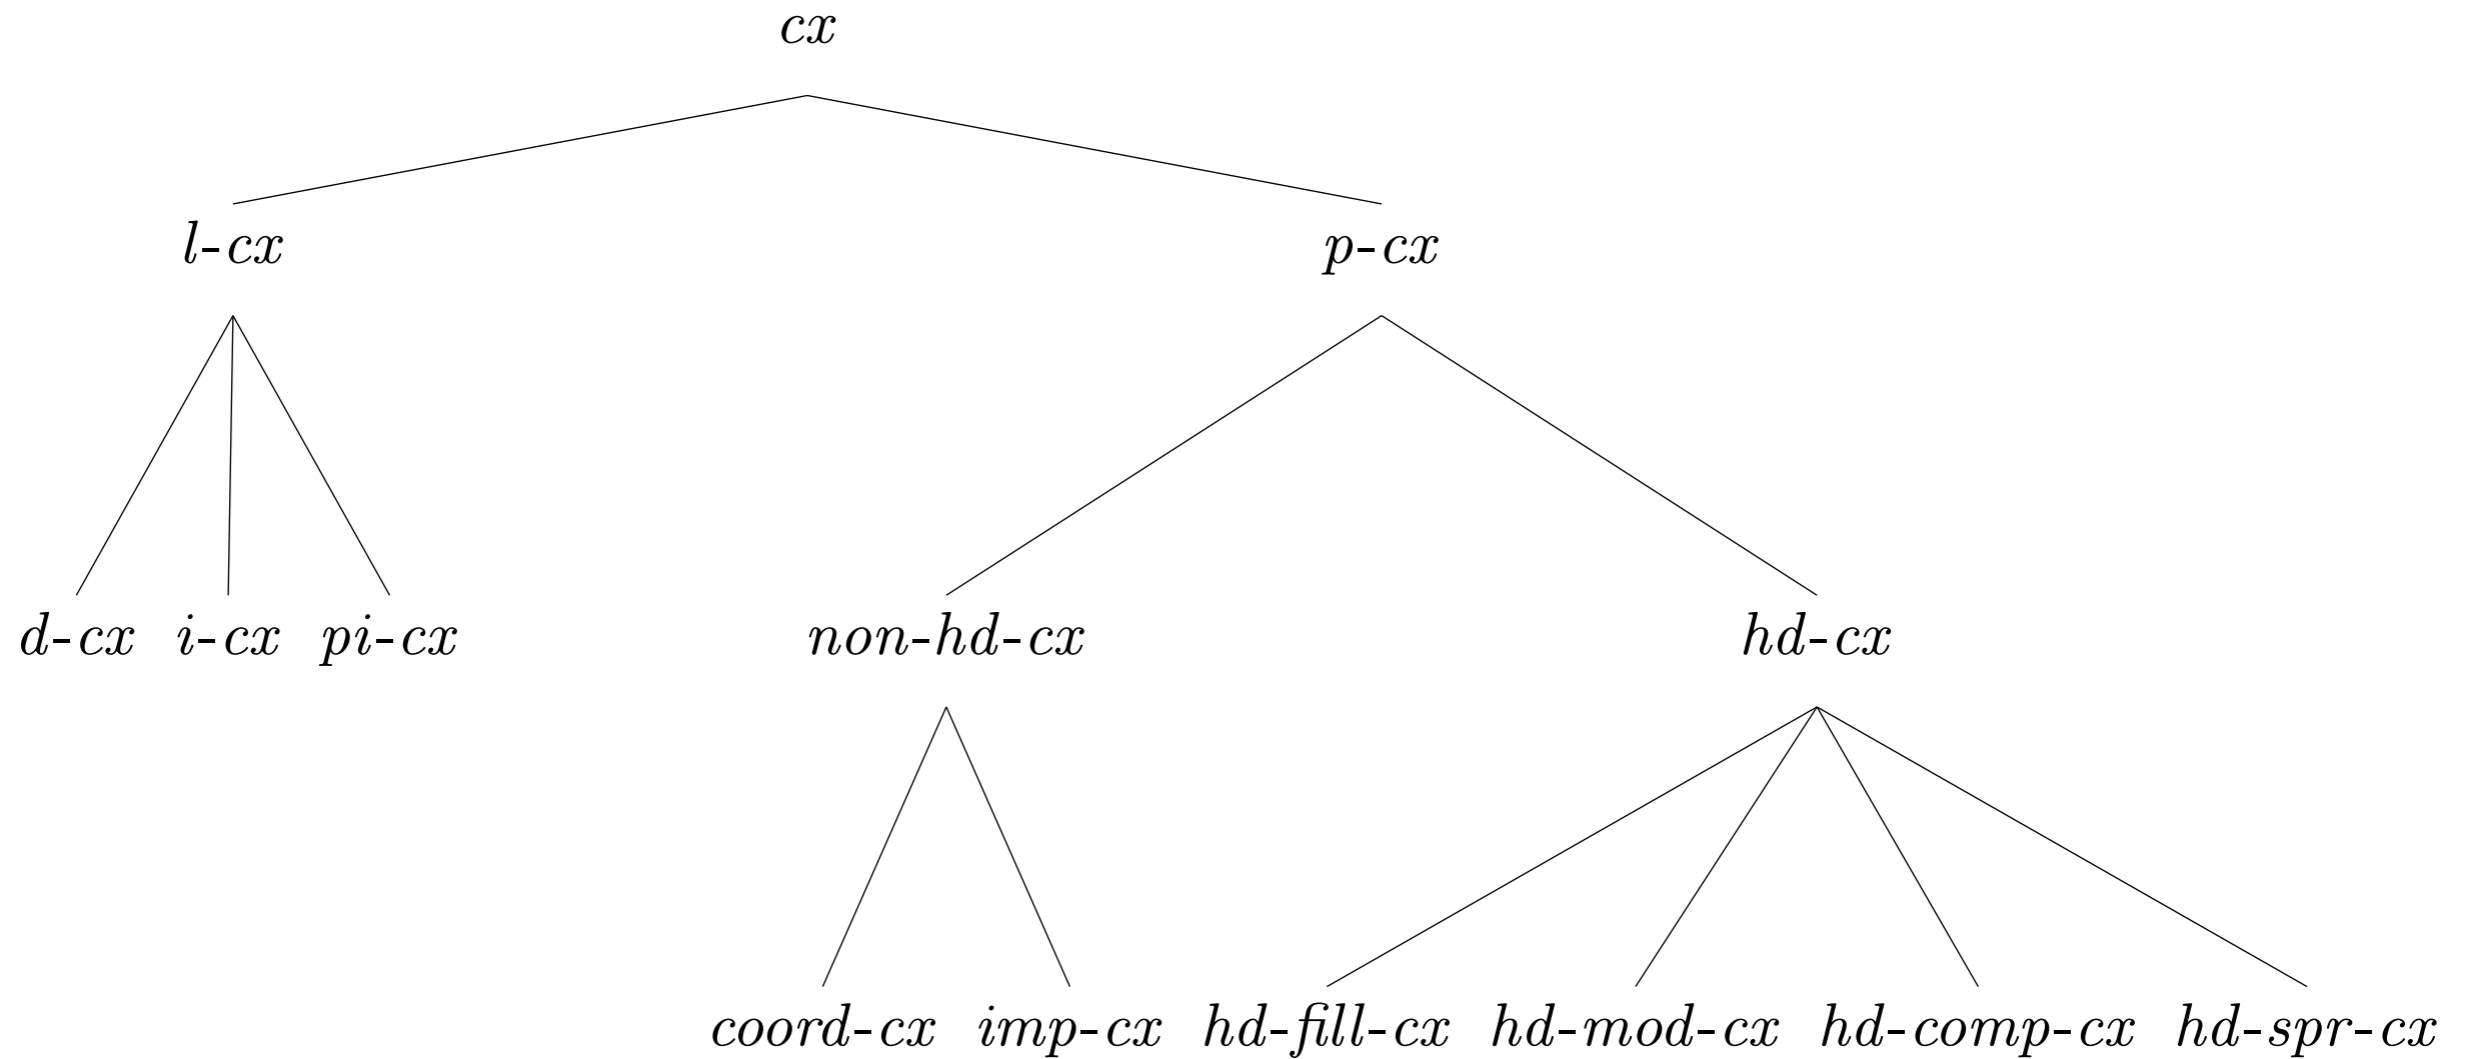 cx
l-cx p-cx
d-cx i-cx pi-cx non-hd-cx hd-cx
coord-cx imp-cx hd-fill-cx hd-mod-cx hd-comp-cx hd-spr-cx